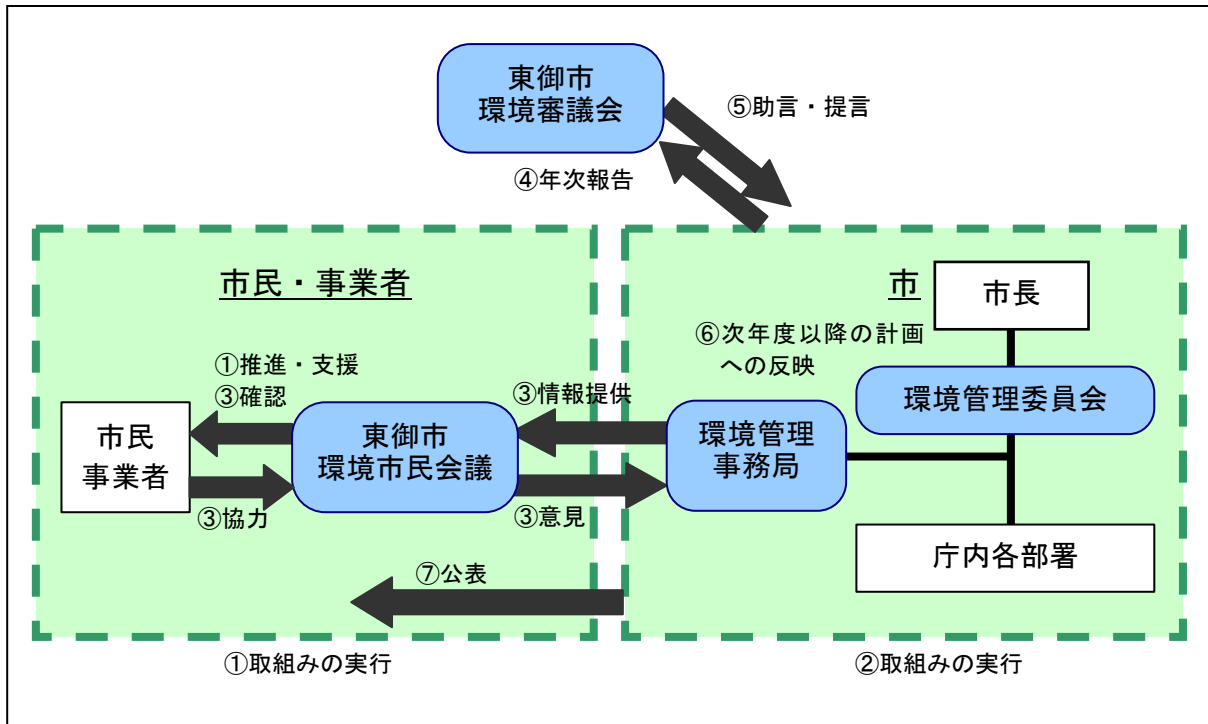 東御市
環境審議会
⑤助言・提言
④年次報告
市民・事業者
①推進・支援
③確認
市民
事業者
③協力
東御市
環境市民会議
③情報提供
③意見
⑦公表
①取組みの実行
市
市長
⑥次年度以降の計画
への反映
環境管理委員会
環境管理
事務局
庁内各部署
②取組みの実行